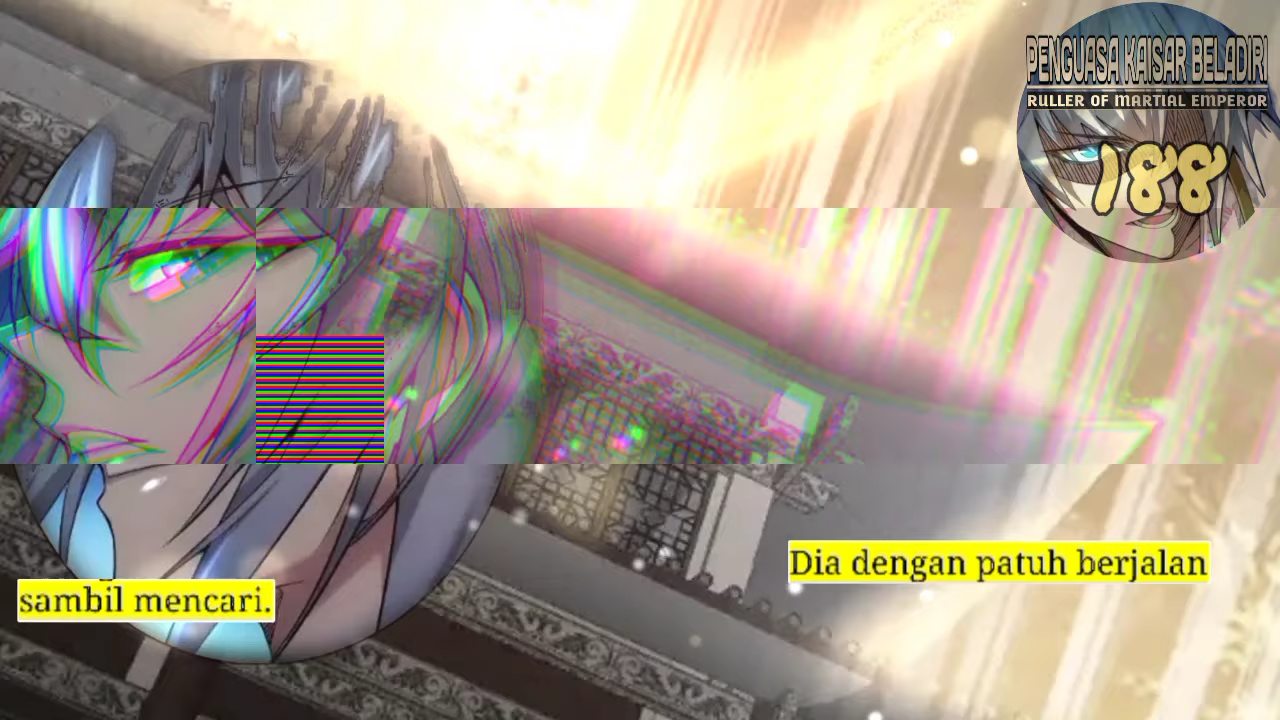 PENGUASA KAISAR BELADIRI
RULLER OF MARTIAL EMPEROR
188
Dia dengan patuh berjalan
sambil mencari.